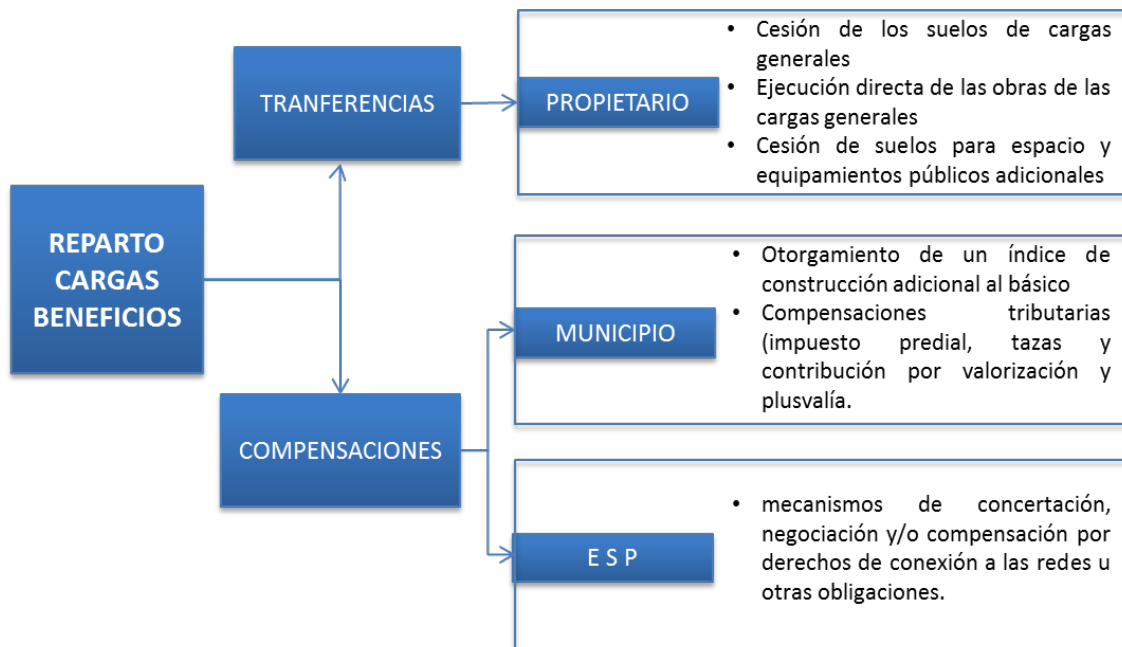 REPARTO
CARGAS
BENEFICIOS
TRANFERENCIAS
PROPIETARIO
• Cesión de los suelos de cargas
generales
• Ejecución directa de las obras de las
cargas generales
• Cesión de suelos para espacio y
equipamientos públicos adicionales
COMPENSACIONES
MUNICIPIO
• Otorgamiento de un índice de
construcción adicional al básico
• Compensaciones tributarias
(impuesto predial, tazas y
contribución por valorización y
plusvalía.
E S P
• mecanismos de concertación,
negociación y/o compensación por
derechos de conexión a las redes u
otras obligaciones.